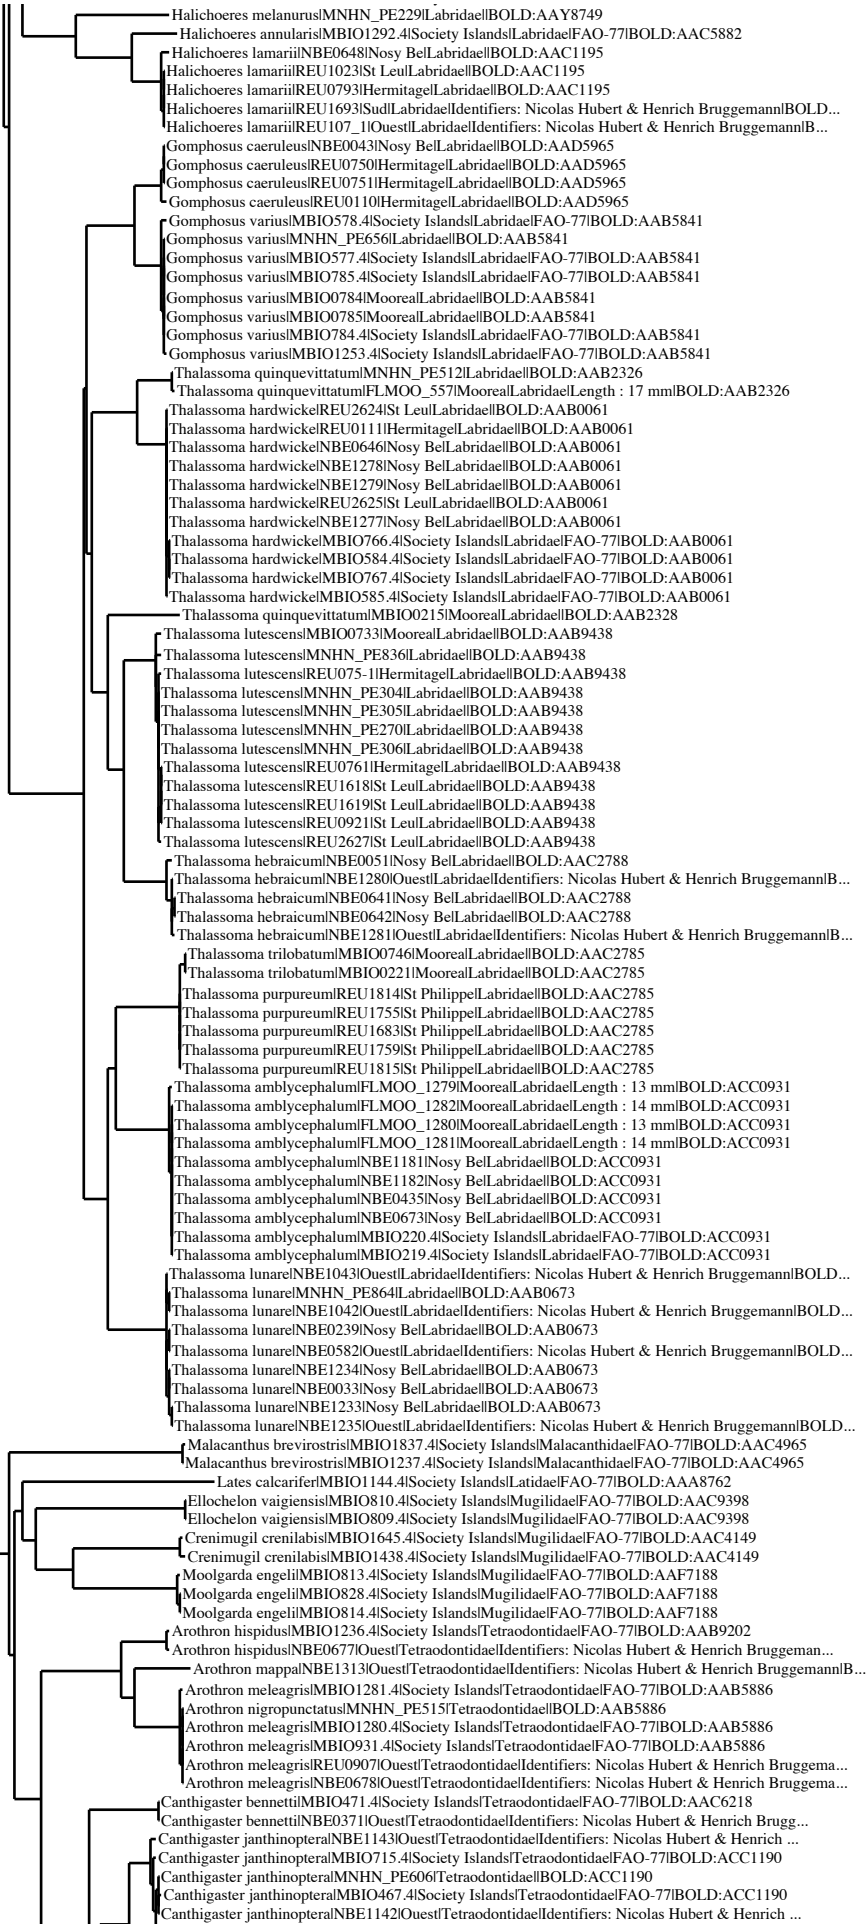 Halichoeres melanurus|MNHN_PE229|Labridae||BOLD:AAY8749
Halichoeres annularis|MBIO1292.4|Society Islands|Labridae|FAO-77|BOLD:AAC5882
Halichoeres lamarii|NBE0648|Nosy Be|Labridae||BOLD:AAC1195
Halichoeres lamarii|REU1023|St Leu|Labridae||BOLD:AAC1195
Halichoeres lamarii|REU0793|Hermitage|Labridae||BOLD:AAC1195
Halichoeres lamarii|REU1693|Sud|Labridae|Identifiers: Nicolas Hubert & Henrich Bruggemann|BOLD...
Halichoeres lamarii|REU107_1|Ouest|Labridae|Identifiers: Nicolas Hubert & Henrich Bruggemann|B...
Gomphosus caeruleus|NBE0043|Nosy Be|Labridae||BOLD:AAD5965
Gomphosus caeruleus|REU0750|Hermitage|Labridae||BOLD:AAD5965
Gomphosus caeruleus|REU0751|Hermitage|Labridae||BOLD:AAD5965
Gomphosus caeruleus|REU0110|Hermitage|Labridae||BOLD:AAD5965
Gomphosus varius|MBIO578.4|Society Islands|Labridae|FAO-77|BOLD:AAB5841
Gomphosus varius|MNHN_PE656|Labridae||BOLD:AAB5841
Gomphosus varius|MBIO577.4|Society Islands|Labridae|FAO-77|BOLD:AAB5841
Gomphosus varius|MBIO785.4|Society Islands|Labridae|FAO-77|BOLD:AAB5841
Gomphosus varius|MBIO0784|Moorea|Labridae||BOLD:AAB5841
Gomphosus varius|MBIO0785|Moorea|Labridae||BOLD:AAB5841
Gomphosus varius|MBIO784.4|Society Islands|Labridae|FAO-77|BOLD:AAB5841
Gomphosus varius|MBIO1253.4|Society Islands|Labridae|FAO-77|BOLD:AAB5841
Thalassoma quinquevittatum|MNHN_PE512|Labridae||BOLD:AAB2326
Thalassoma quinquevittatum|FLMOO_557|Moorea|Labridae|Length : 17 mm|BOLD:AAB2326
Thalassoma hardwicke|REU2624|St Leu|Labridae||BOLD:AAB0061
Thalassoma hardwicke|REU0111|Hermitage|Labridae||BOLD:AAB0061
Thalassoma hardwicke|NBE0646|Nosy Be|Labridae||BOLD:AAB0061
Thalassoma hardwicke|NBE1278|Nosy Be|Labridae||BOLD:AAB0061
Thalassoma hardwicke|NBE1279|Nosy Be|Labridae||BOLD:AAB0061
Thalassoma hardwicke|REU2625|St Leu|Labridae||BOLD:AAB0061
Thalassoma hardwicke|NBE1277|Nosy Be|Labridae||BOLD:AAB0061
Thalassoma hardwicke|MBIO766.4|Society Islands|Labridae|FAO-77|BOLD:AAB0061
Thalassoma hardwicke|MBIO584.4|Society Islands|Labridae|FAO-77|BOLD:AAB0061
Thalassoma hardwicke|MBIO767.4|Society Islands|Labridae|FAO-77|BOLD:AAB0061
Thalassoma hardwicke|MBIO585.4|Society Islands|Labridae|FAO-77|BOLD:AAB0061
Thalassoma quinquevittatum|MBIO0215|Moorea|Labridae||BOLD:AAB2328
Thalassoma lutescens|MBIO0733|Moorea|Labridae||BOLD:AAB9438
Thalassoma lutescens|MNHN_PE836|Labridae||BOLD:AAB9438
Thalassoma lutescens|REU075-1|Hermitage|Labridae||BOLD:AAB9438
Thalassoma lutescens|MNHN_PE304|Labridae||BOLD:AAB9438
Thalassoma lutescens|MNHN_PE305|Labridae||BOLD:AAB9438
Thalassoma lutescens|MNHN_PE270|Labridae||BOLD:AAB9438
Thalassoma lutescens|MNHN_PE306|Labridae||BOLD:AAB9438
Thalassoma lutescens|REU0761|Hermitage|Labridae||BOLD:AAB9438
Thalassoma lutescens|REU1618|St Leu|Labridae||BOLD:AAB9438
Thalassoma lutescens|REU1619|St Leu|Labridae||BOLD:AAB9438
Thalassoma lutescens|REU0921|St Leu|Labridae||BOLD:AAB9438
Thalassoma lutescens|REU2627|St Leu|Labridae||BOLD:AAB9438
Thalassoma hebraicum|NBE0051|Nosy Be|Labridae||BOLD:AAC2788
Thalassoma hebraicum|NBE1280|Ouest|Labridae|Identifiers: Nicolas Hubert & Henrich Bruggemann|B...
Thalassoma hebraicum|NBE0641|Nosy Be|Labridae||BOLD:AAC2788
Thalassoma hebraicum|NBE0642|Nosy Be|Labridae||BOLD:AAC2788
Thalassoma hebraicum|NBE1281|Ouest|Labridae|Identifiers: Nicolas Hubert & Henrich Bruggemann|B...
Thalassoma trilobatum|MBIO0746|Moorea|Labridae||BOLD:AAC2785
Thalassoma trilobatum|MBIO0221|Moorea|Labridae||BOLD:AAC2785
Thalassoma purpureum|REU1814|St Philippe|Labridae||BOLD:AAC2785
Thalassoma purpureum|REU1755|St Philippe|Labridae||BOLD:AAC2785
Thalassoma purpureum|REU1683|St Philippe|Labridae||BOLD:AAC2785
Thalassoma purpureum|REU1759|St Philippe|Labridae||BOLD:AAC2785
Thalassoma purpureum|REU1815|St Philippe|Labridae||BOLD:AAC2785
Thalassoma amblycephalum|FLMOO_1279|Moorea|Labridae|Length : 13 mm|BOLD:ACC0931
Thalassoma amblycephalum|FLMOO_1282|Moorea|Labridae|Length : 14 mm|BOLD:ACC0931
Thalassoma amblycephalum|FLMOO_1280|Moorea|Labridae|Length : 13 mm|BOLD:ACC0931
Thalassoma amblycephalum|FLMOO_1281|Moorea|Labridae|Length : 14 mm|BOLD:ACC0931
Thalassoma amblycephalum|NBE1181|Nosy Be|Labridae||BOLD:ACC0931
Thalassoma amblycephalum|NBE1182|Nosy Be|Labridae||BOLD:ACC0931
Thalassoma amblycephalum|NBE0435|Nosy Be|Labridae||BOLD:ACC0931
Thalassoma amblycephalum|NBE0673|Nosy Be|Labridae||BOLD:ACC0931
Thalassoma amblycephalum|MBIO220.4|Society Islands|Labridae|FAO-77|BOLD:ACC0931
Thalassoma amblycephalum|MBIO219.4|Society Islands|Labridae|FAO-77|BOLD:ACC0931
Thalassoma lunare|NBE1043|Ouest|Labridae|Identifiers: Nicolas Hubert & Henrich Bruggemann|BOLD...
Thalassoma lunare|MNHN_PE864|Labridae||BOLD:AAB0673
Thalassoma lunare|NBE1042|Ouest|Labridae|Identifiers: Nicolas Hubert & Henrich Bruggemann|BOLD...
Thalassoma lunare|NBE0239|Nosy Be|Labridae||BOLD:AAB0673
Thalassoma lunare|NBE0582|Ouest|Labridae|Identifiers: Nicolas Hubert & Henrich Bruggemann|BOLD...
Thalassoma lunare|NBE1234|Nosy Be|Labridae||BOLD:AAB0673
Thalassoma lunare|NBE0033|Nosy Be|Labridae||BOLD:AAB0673
Thalassoma lunare|NBE1233|Nosy Be|Labridae||BOLD:AAB0673
Thalassoma lunare|NBE1235|Ouest|Labridae|Identifiers: Nicolas Hubert & Henrich Bruggemann|BOLD...
Malacanthus brevirostris|MBIO1837.4|Society Islands|Malacanthidae|FAO-77|BOLD:AAC4965
Malacanthus brevirostris|MBIO1237.4|Society Islands|Malacanthidae|FAO-77|BOLD:AAC4965
Lates calcarifer|MBIO1144.4|Society Islands|Latidae|FAO-77|BOLD:AAA8762
Ellochelon vaigiensis|MBIO810.4|Society Islands|Mugilidae|FAO-77|BOLD:AAC9398
Ellochelon vaigiensis|MBIO809.4|Society Islands|Mugilidae|FAO-77|BOLD:AAC9398
Crenimugil crenilabis|MBIO1645.4|Society Islands|Mugilidae|FAO-77|BOLD:AAC4149
Crenimugil crenilabis|MBIO1438.4|Society Islands|Mugilidae|FAO-77|BOLD:AAC4149
Moolgarda engeli|MBIO813.4|Society Islands|Mugilidae|FAO-77|BOLD:AAF7188
Moolgarda engeli|MBIO828.4|Society Islands|Mugilidae|FAO-77|BOLD:AAF7188
Moolgarda engeli|MBIO814.4|Society Islands|Mugilidae|FAO-77|BOLD:AAF7188
Arothron hispidus|MBIO1236.4|Society Islands|Tetraodontidae|FAO-77|BOLD:AAB9202
Arothron hispidus|NBE0677|Ouest|Tetraodontidae|Identifiers: Nicolas Hubert & Henrich Bruggeman...
Arothron mappa|NBE1313|Ouest|Tetraodontidae|Identifiers: Nicolas Hubert & Henrich Bruggemann|B...
Arothron meleagris|MBIO1281.4|Society Islands|Tetraodontidae|FAO-77|BOLD:AAB5886
Arothron nigropunctatus|MNHN_PE515|Tetraodontidae||BOLD:AAB5886
Arothron meleagris|MBIO1280.4|Society Islands|Tetraodontidae|FAO-77|BOLD:AAB5886
Arothron meleagris|MBIO931.4|Society Islands|Tetraodontidae|FAO-77|BOLD:AAB5886
Arothron meleagris|REU0907|Ouest|Tetraodontidae|Identifiers: Nicolas Hubert & Henrich Bruggema...
Arothron meleagris|NBE0678|Ouest|Tetraodontidae|Identifiers: Nicolas Hubert & Henrich Bruggema...
Canthigaster bennetti|MBIO471.4|Society Islands|Tetraodontidae|FAO-77|BOLD:AAC6218
Canthigaster bennetti|NBE0371|Ouest|Tetraodontidae|Identifiers: Nicolas Hubert & Henrich Brugg...
Canthigaster janthinoptera|NBE1143|Ouest|Tetraodontidae|Identifiers: Nicolas Hubert & Henrich ...
Canthigaster janthinoptera|MBIO715.4|Society Islands|Tetraodontidae|FAO-77|BOLD:ACC1190
Canthigaster janthinoptera|MNHN_PE606|Tetraodontidae||BOLD:ACC1190
Canthigaster janthinoptera|MBIO467.4|Society Islands|Tetraodontidae|FAO-77|BOLD:ACC1190
Canthigaster janthinoptera|NBE1142|Ouest|Tetraodontidae|Identifiers: Nicolas Hubert & Henrich ...